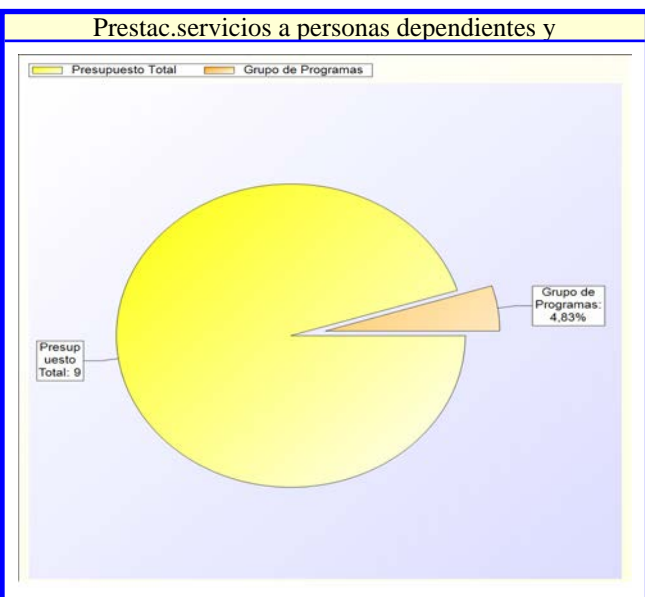 Prestac.servicios a personas dependientes y
Presupuesto Total
Grupo de Programas
Grupo de
Programas:
4,83%
Presup
uesto
Total: 9